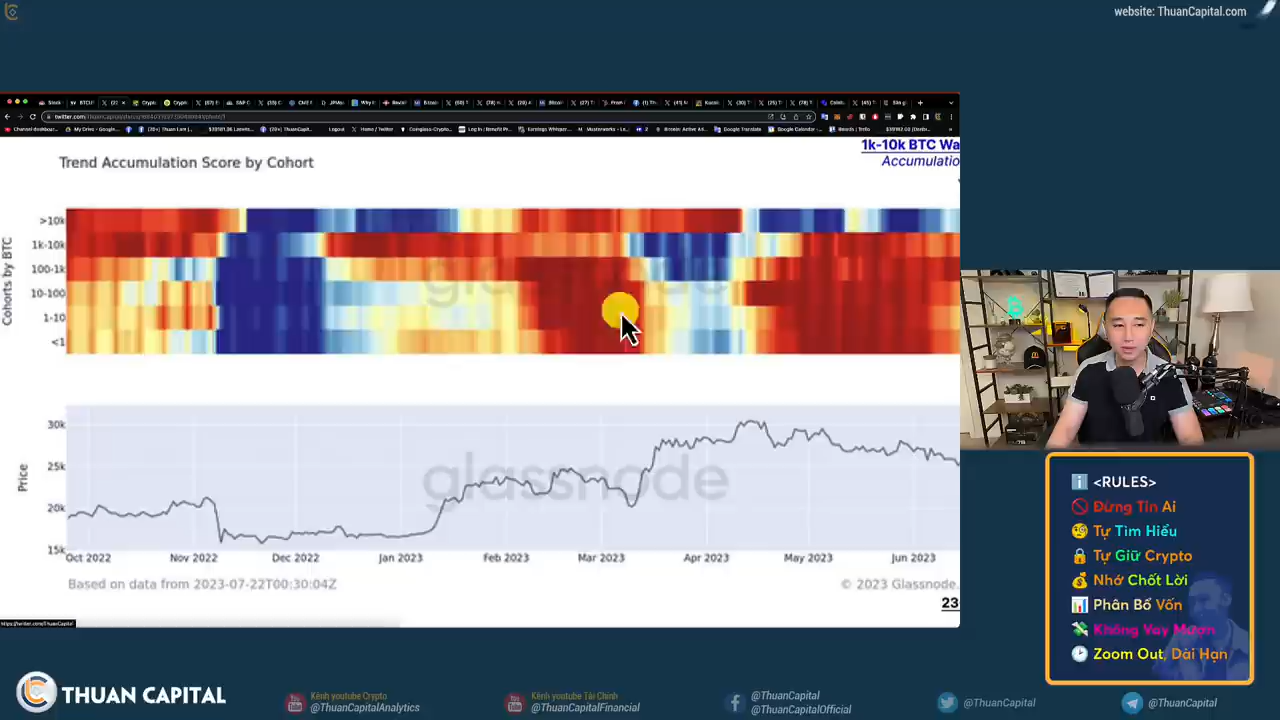 website: ThuanCapital.com
1k-10k BTC Wa
Accumulatio
Trend Accumulation Score by Cohort
Cohorts by BTC
>10k
1k-10k
100-1k
10-100
1-10
<1
glassnode
Price
30k
25k
20k
15k
glassnode
Oct 2022
Nov 2022
Dec 2022
Jan 2023
Feb 2023
Mar 2023
Apr 2023
May 2023
Jun 2023
Based on data from 2023-07-22T00:30:04Z
© 2023 Glassnode.
23
ℹ️ <RULES>
Đừng Tin Ai
Tự Tìm Hiểu
Tự Giữ Crypto
Nhớ Chốt Lời
Phân Bổ Vốn
Không Vay Mượn
Zoom Out, Dài Hạn
THUAN CAPITAL
Kênh youtube Crypto
@ThuanCapitalAnalytics
Kênh youtube Tài Chính
@ThuanCapitalFinancial
@ThuanCapital
@ThuanCapitalOfficial
@ThuanCapital
@ThuanCapital